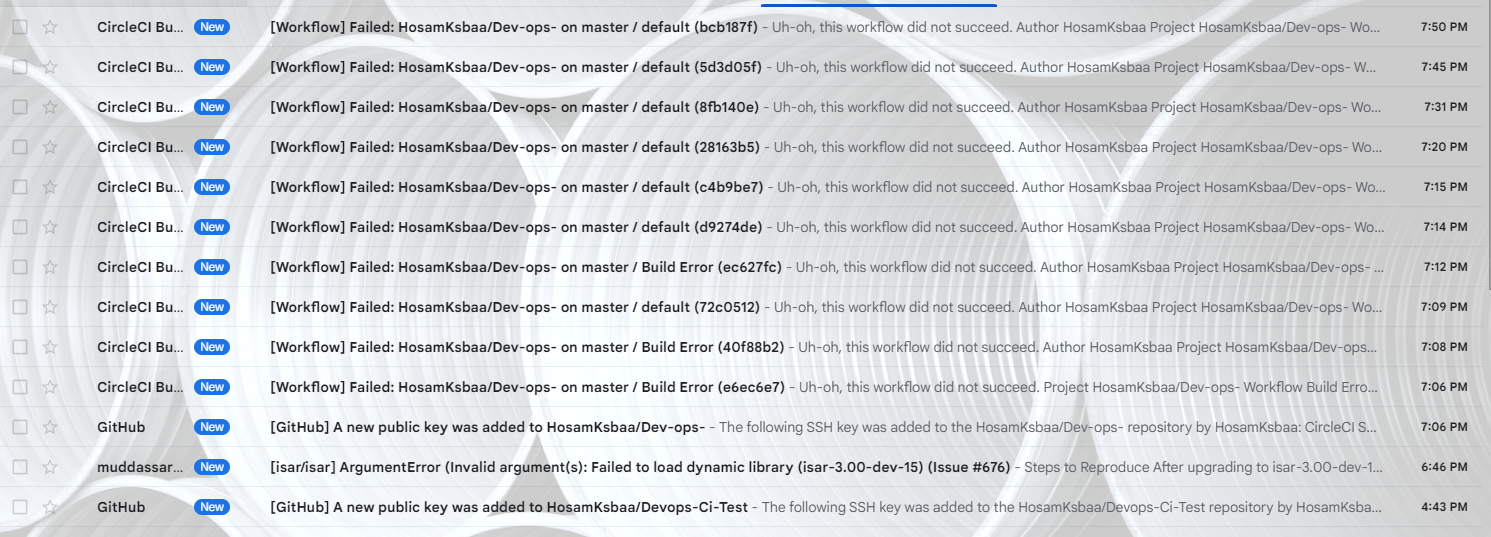 CircleCI Bu... New [Workflow] Failed: HosamKsbaa/Dev-ops- on master / default (bcb187f) - Uh-oh, this workflow did not succeed. Author HosamKsbaa Project HosamKsbaa/Dev-ops- Wo... 7:50 PM
CircleCI Bu... New [Workflow] Failed: HosamKsbaa/Dev-ops- on master / default (5d3d05f) - Uh-oh, this workflow did not succeed. Author HosamKsbaa Project HosamKsbaa/Dev-ops- W... 7:45 PM
CircleCI Bu... New [Workflow] Failed: HosamKsbaa/Dev-ops- on master / default (8fb140e) - Uh-oh, this workflow did not succeed. Author HosamKsbaa Project HosamKsbaa/Dev-ops- Wo... 7:31 PM
CircleCI Bu... New [Workflow] Failed: HosamKsbaa/Dev-ops- on master / default (28163b5) - Uh-oh, this workflow did not succeed. Author HosamKsbaa Project HosamKsbaa/Dev-ops- Wo... 7:20 PM
CircleCI Bu... New [Workflow] Failed: HosamKsbaa/Dev-ops- on master / default (c4b9be7) - Uh-oh, this workflow did not succeed. Author HosamKsbaa Project HosamKsbaa/Dev-ops- Wo... 7:15 PM
CircleCI Bu... New [Workflow] Failed: HosamKsbaa/Dev-ops- on master / default (d9274de) - Uh-oh, this workflow did not succeed. Author HosamKsbaa Project HosamKsbaa/Dev-ops- Wo... 7:14 PM
CircleCI Bu... New [Workflow] Failed: HosamKsbaa/Dev-ops- on master / Build Error (ec627fc) - Uh-oh, this workflow did not succeed. Author HosamKsbaa Project HosamKsbaa/Dev-ops- ... 7:12 PM
CircleCI Bu... New [Workflow] Failed: HosamKsbaa/Dev-ops- on master / default (72c0512) - Uh-oh, this workflow did not succeed. Author HosamKsbaa Project HosamKsbaa/Dev-ops- Wo... 7:09 PM
CircleCI Bu... New [Workflow] Failed: HosamKsbaa/Dev-ops- on master / Build Error (40f88b2) - Uh-oh, this workflow did not succeed. Author HosamKsbaa Project HosamKsbaa/Dev-ops... 7:08 PM
CircleCI Bu... New [Workflow] Failed: HosamKsbaa/Dev-ops- on master / Build Error (e6ec6e7) - Uh-oh, this workflow did not succeed. Project HosamKsbaa/Dev-ops- Workflow Build Erro... 7:06 PM
GitHub New [GitHub] A new public key was added to HosamKsbaa/Dev-ops- - The following SSH key was added to the HosamKsbaa/Dev-ops- repository by HosamKsbaa: CircleCI S... 7:06 PM
muddassar... New [isar/isar] ArgumentError (Invalid argument(s): Failed to load dynamic library (isar-3.00-dev-15) (Issue #676) - Steps to Reproduce After upgrading to isar-3.00-dev-1... 6:46 PM
GitHub New [GitHub] A new public key was added to HosamKsbaa/Devops-Ci-Test - The following SSH key was added to the HosamKsbaa/Devops-Ci-Test repository by HosamKsba... 4:43 PM